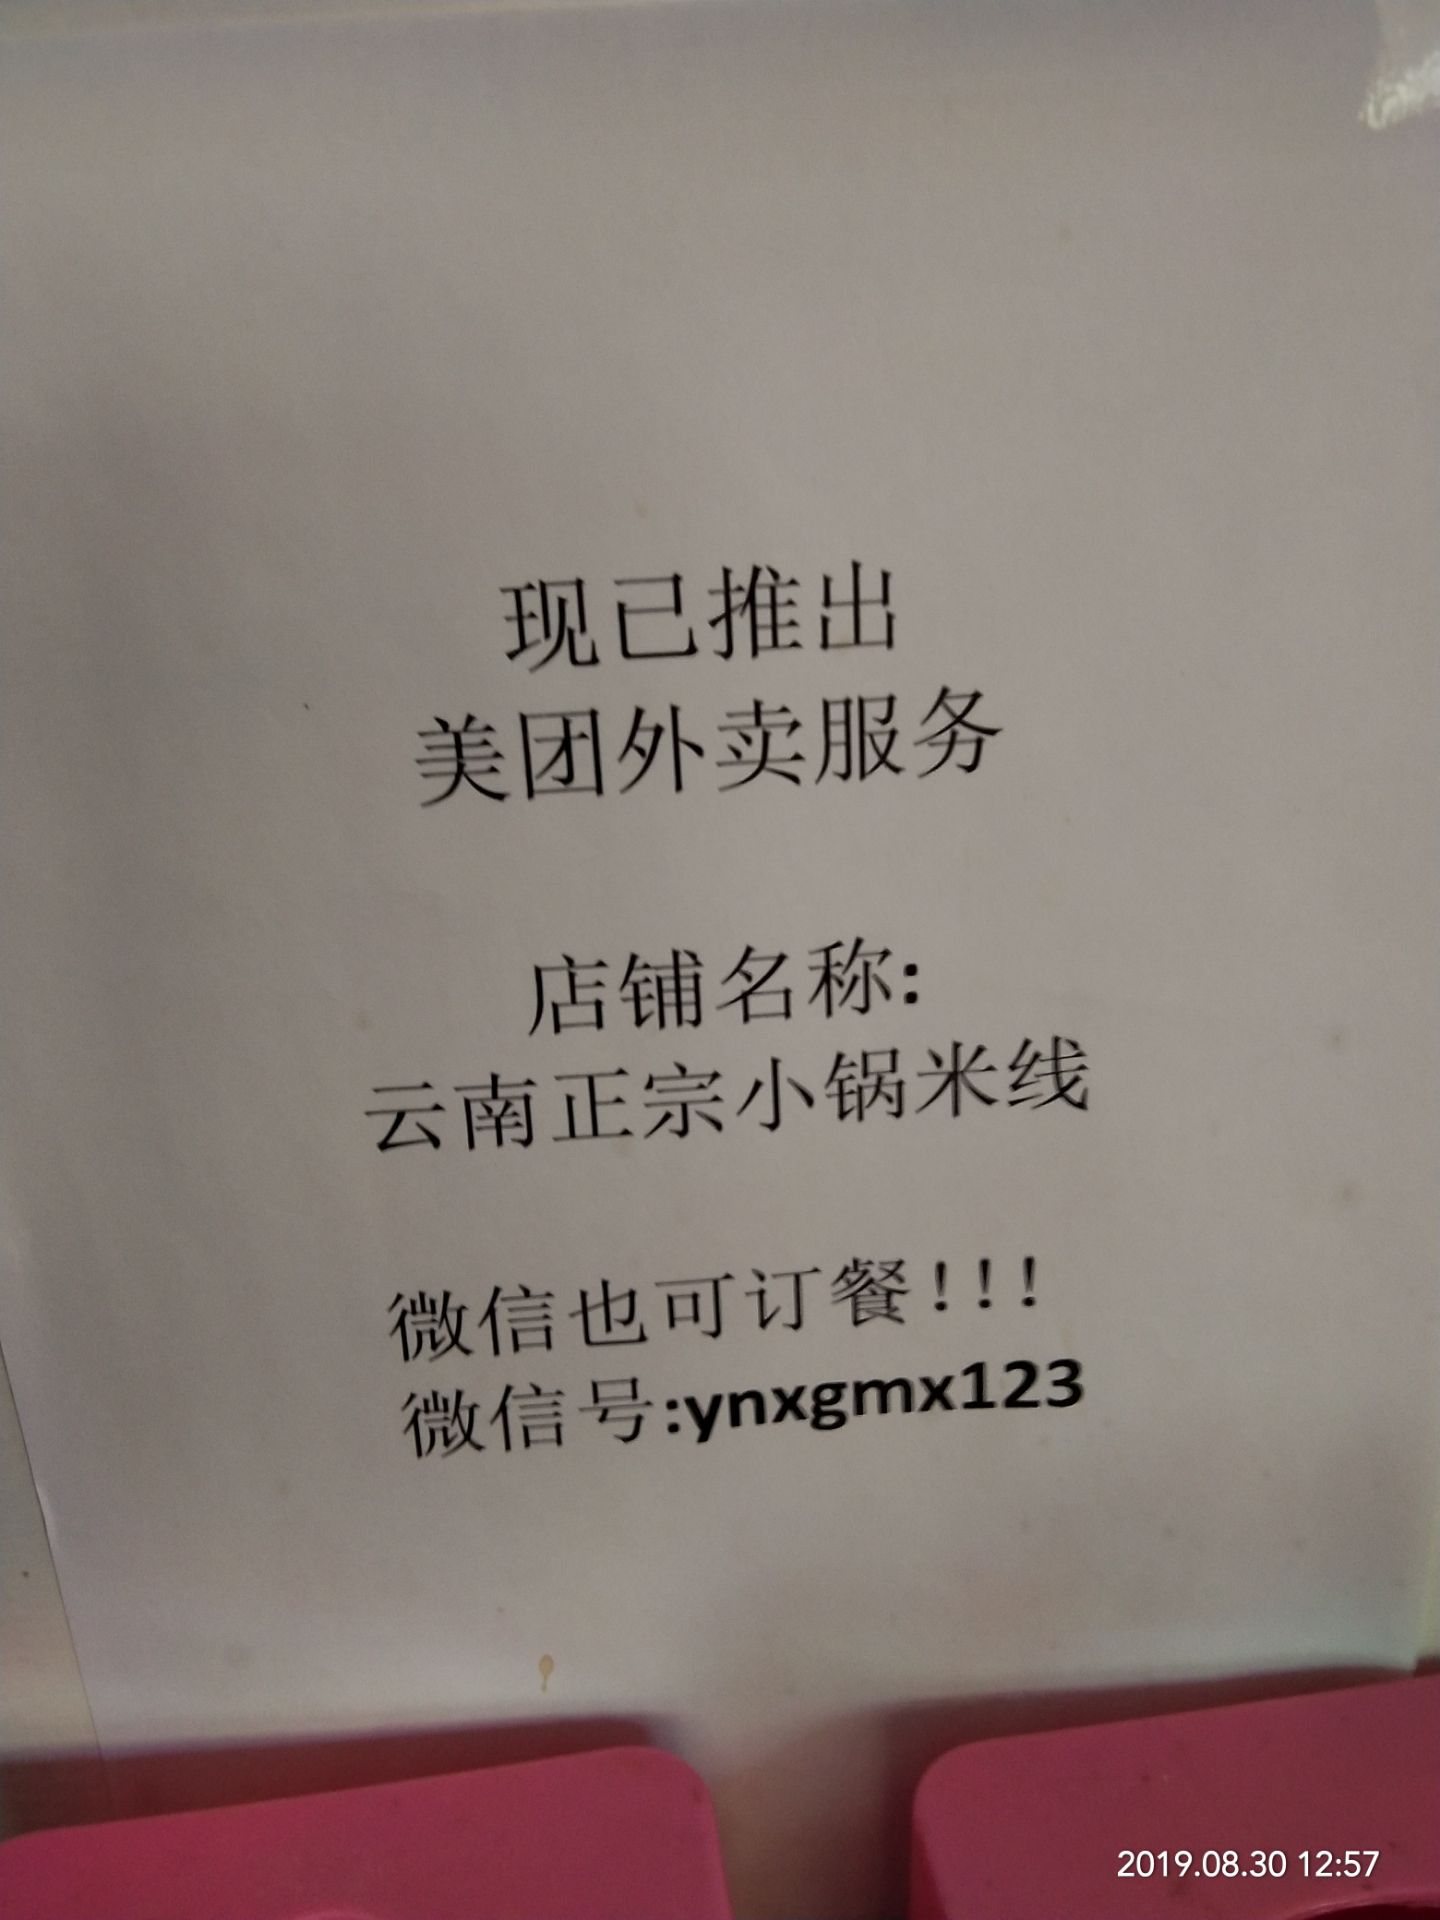 现已推出
美团外卖服务
店铺名称:
云南正宗小锅米线
微信也可订餐!!!
微信号:ynxgmx123
2019.08.30 12:57